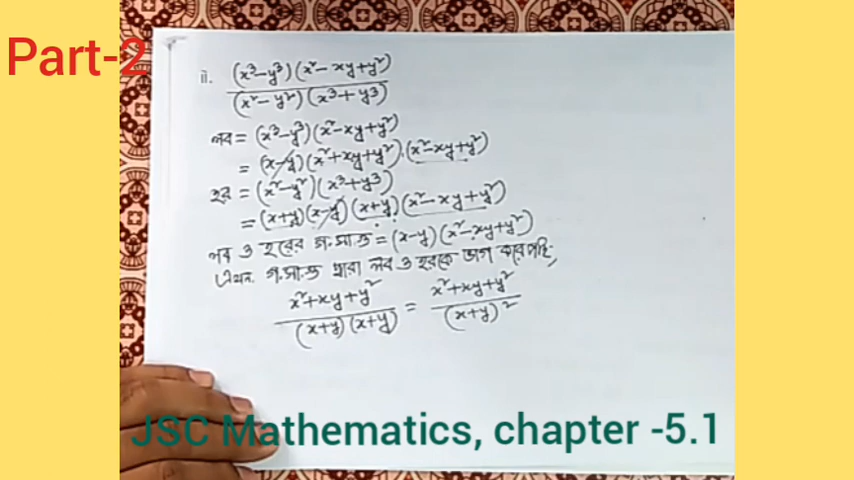 Part-2
ii. (x³-y³)(x²-xy+y²)
(x²-y²)(x³+y³)
লব = (x³-y³)(x²-xy+y²)
= (x-y)(x²+xy+y²).(x²-xy+y²)
হর = (x²-y²)(x³+y³)
= (x+y)(x-y)(x+y)(x²-xy+y²)
লব ও হরের গ.সা.গু = (x-y)(x²-xy+y²)
এখন, গ.সা.গু দ্বারা লব ও হরকে ভাগ করে পাই,
x²+xy+y² = x²+xy+y²
(x+y)(x+y) (x+y)²
JSC Mathematics, chapter -5.1